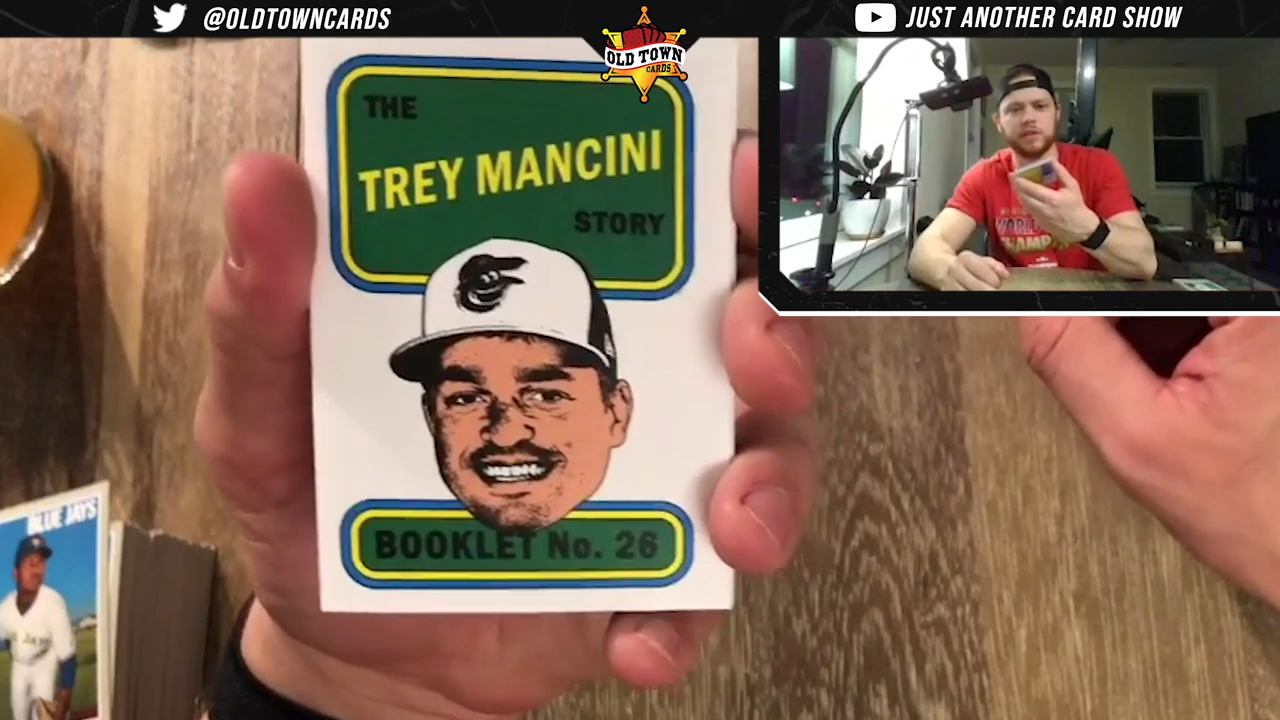 @OLDTOWNCARDS
OLD TOWN
CARDS
JUST ANOTHER CARD SHOW
THE
TREY MANCINI
STORY
BOOKLET No. 26
BLUE JAYS